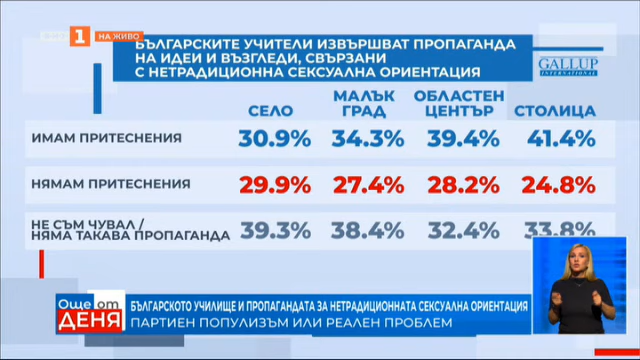 БНТ 1 НА ЖИВО
БЪЛГАРСКИТЕ УЧИТЕЛИ ИЗВЪРШВАТ ПРОПАГАНДА
НА ИДЕИ И ВЪЗГЛЕДИ, СВЪРЗАНИ
С НЕТРАДИЦИОННА СЕКСУАЛНА ОРИЕНТАЦИЯ
GALLUP
INTERNATIONAL
СЕЛО МАЛЪК ГРАД ОБЛАСТЕН ЦЕНТЪР СТОЛИЦА
ИМАМ ПРИТЕСНЕНИЯ 30.9% 34.3% 39.4% 41.4%
НЯМАМ ПРИТЕСНЕНИЯ 29.9% 27.4% 28.2% 24.8%
НЕ СЪМ ЧУВАЛ /
НЯМА ТАКАВА ПРОПАГАНДА 39.3% 38.4% 32.4% 33.8%
Още от
ДЕНЯ
БЪЛГАРСКОТО УЧИЛИЩЕ И ПРОПАГАНДАТА ЗА НЕТРАДИЦИОННАТА СЕКСУАЛНА ОРИЕНТАЦИЯ
ПАРТИЕН ПОПУЛИЗЪМ ИЛИ РЕАЛЕН ПРОБЛЕМ